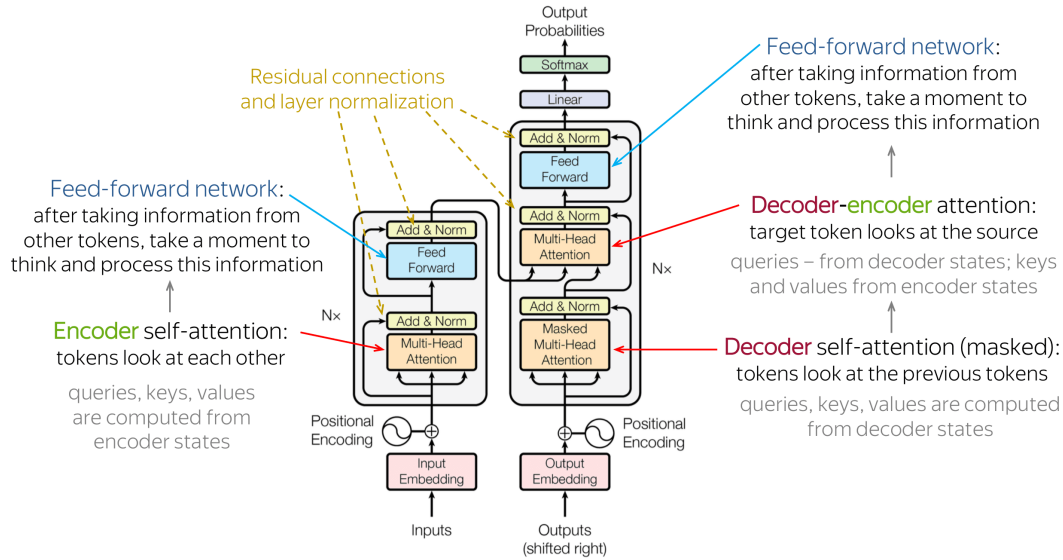 Output
Probabilities
Softmax
Linear
Add & Norm
Feed
Forward
Add & Norm
Multi-Head
Attention
N×
Add & Norm
Masked
Multi-Head
Attention
Positional
Encoding
Output
Embedding
Outputs
(shifted right)
Add & Norm
Feed
Forward
N×
Add & Norm
Multi-Head
Attention
Positional
Encoding
Input
Embedding
Inputs
Residual connections
and layer normalization
Feed-forward network:
after taking information from
other tokens, take a moment to
think and process this information
Encoder self-attention:
tokens look at each other
queries, keys, values
are computed from
encoder states
Feed-forward network:
after taking information from
other tokens, take a moment to
think and process this information
Decoder-encoder attention:
target token looks at the source
queries – from decoder states; keys
and values from encoder states
Decoder self-attention (masked):
tokens look at the previous tokens
queries, keys, values are computed
from decoder states